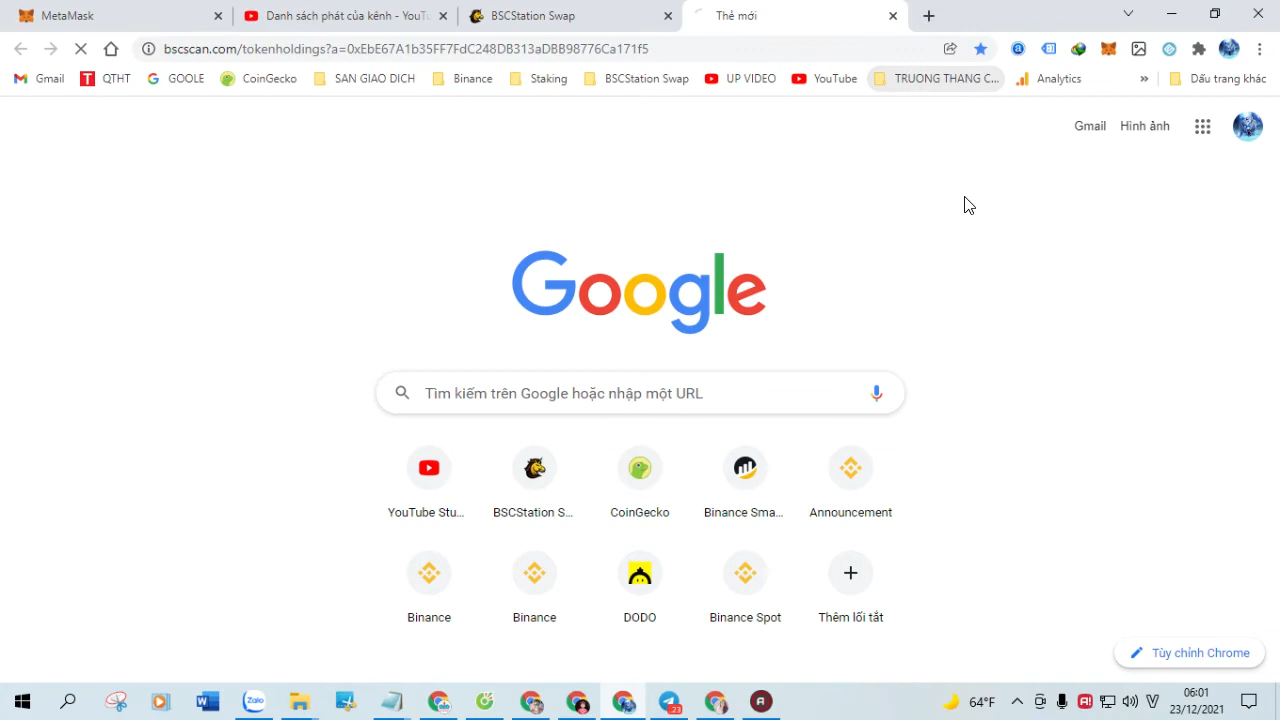 MetaMask
Danh sách phát của kênh - YouT
BSCStation Swap
Thẻ mới
bscscan.com/tokenholdings?a=0xEbE67A1b35FF7FdC248DB313aDBB98776Ca171f5
Gmail
QTHT
GOOLE
CoinGecko
SAN GIAO DICH
Binance
Staking
BSCStation Swap
UP VIDEO
YouTube
TRUONG THANG C...
Analytics
»
Dấu trang khác
Gmail
Hình ảnh
Google
Tìm kiếm trên Google hoặc nhập một URL
YouTube Stu...
BSCStation S...
CoinGecko
Binance Sma...
Announcement
Binance
Binance
DODO
Binance Spot
Thêm lối tắt
Tùy chỉnh Chrome
Zalo
23
64°F
06:01
23/12/2021